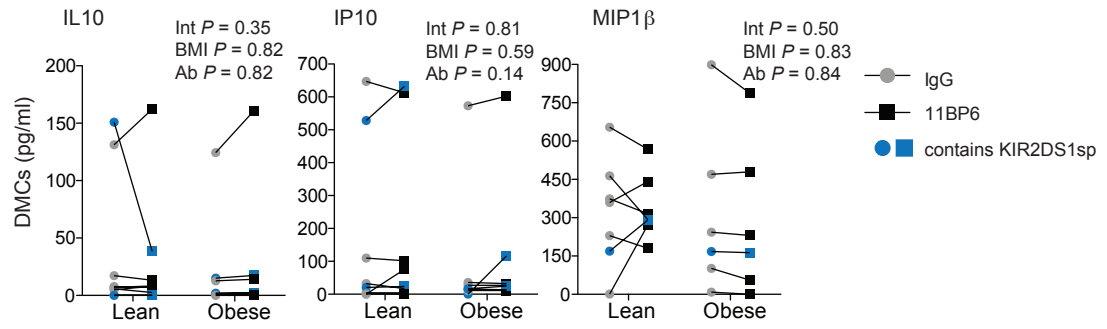 IL10
Int P = 0.35
BMI P = 0.82
Ab P = 0.82
DMCs (pg/ml)
200
150
100
50
0
Lean
Obese
IP10
Int P = 0.81
BMI P = 0.59
Ab P = 0.14
700
600
500
400
300
200
100
0
Lean
Obese
MIP1β
Int P = 0.50
BMI P = 0.83
Ab P = 0.84
900
750
600
450
300
150
0
Lean
Obese
IgG
11BP6
contains KIR2DS1sp